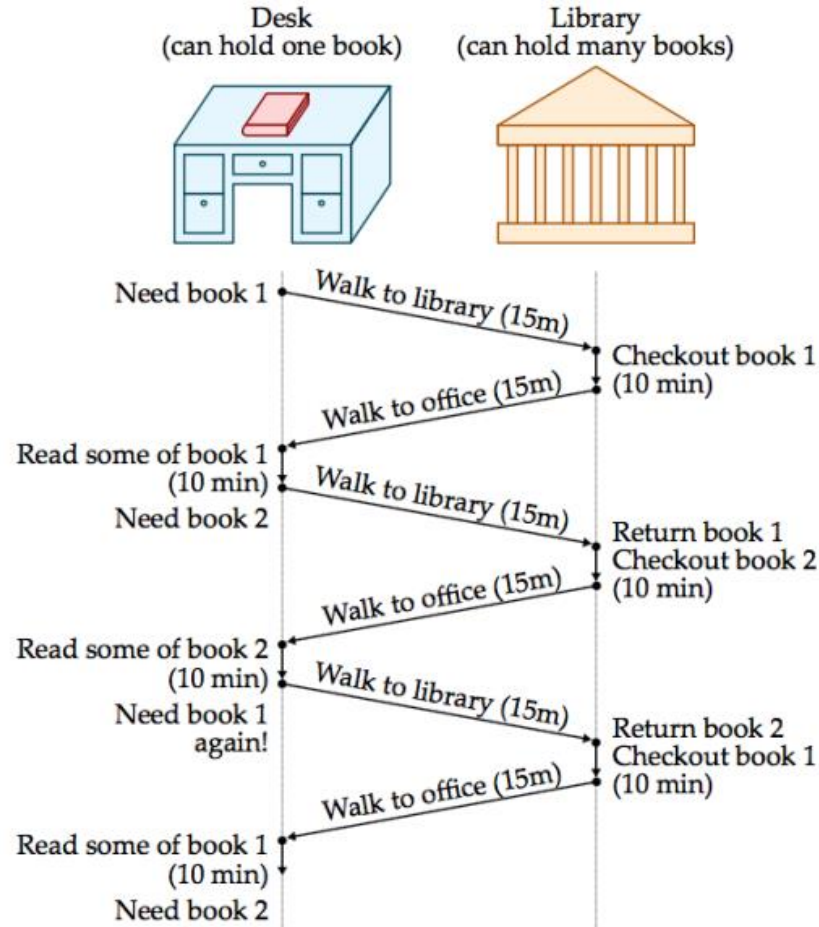 Desk
(can hold one book)
Library
(can hold many books)
Need book 1
Walk to library (15m)
Checkout book 1
(10 min)
Walk to office (15m)
Read some of book 1
(10 min)
Need book 2
Walk to library (15m)
Return book 1
Checkout book 2
(10 min)
Walk to office (15m)
Read some of book 2
(10 min)
Need book 1
again!
Walk to library (15m)
Return book 2
Checkout book 1
(10 min)
Walk to office (15m)
Read some of book 1
(10 min)
Need book 2